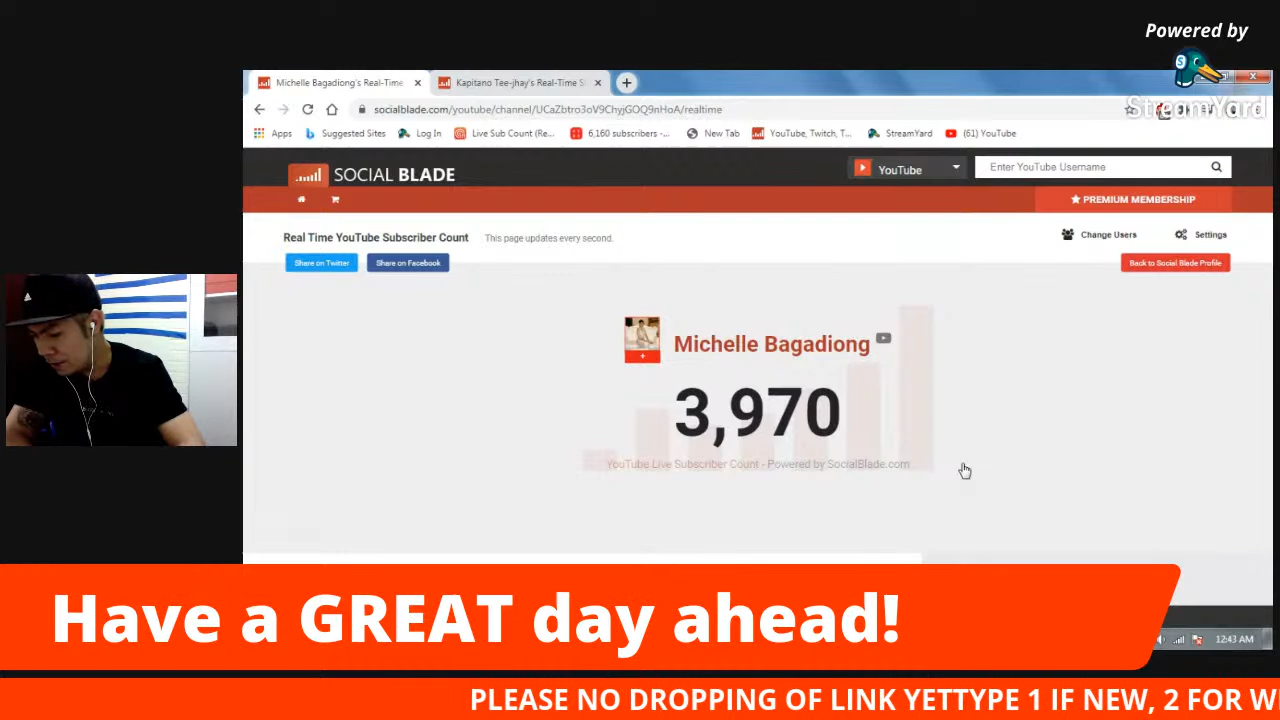 Powered by
StreamYard
Michelle Bagadiong's Real-Time
Kapitano Tee-jhay's Real-Time S
socialblade.com/youtube/channel/UCaZbtro3oV9ChyjGOQ9nHoA/realtime
Apps
Suggested Sites
Log In
Live Sub Count (Re...
6,160 subscribers -...
New Tab
YouTube, Twitch, T...
StreamYard
(61) YouTube
SOCIAL BLADE
YouTube
Enter YouTube Username
PREMIUM MEMBERSHIP
Real Time YouTube Subscriber Count
This page updates every second.
Change Users
Settings
Share on Twitter
Share on Facebook
Back to Social Blade Profile
Michelle Bagadiong
3,970
YouTube Live Subscriber Count - Powered by SocialBlade.com
Have a GREAT day ahead!
12:43 AM
PLEASE NO DROPPING OF LINK YETTYPE 1 IF NEW, 2 FOR W